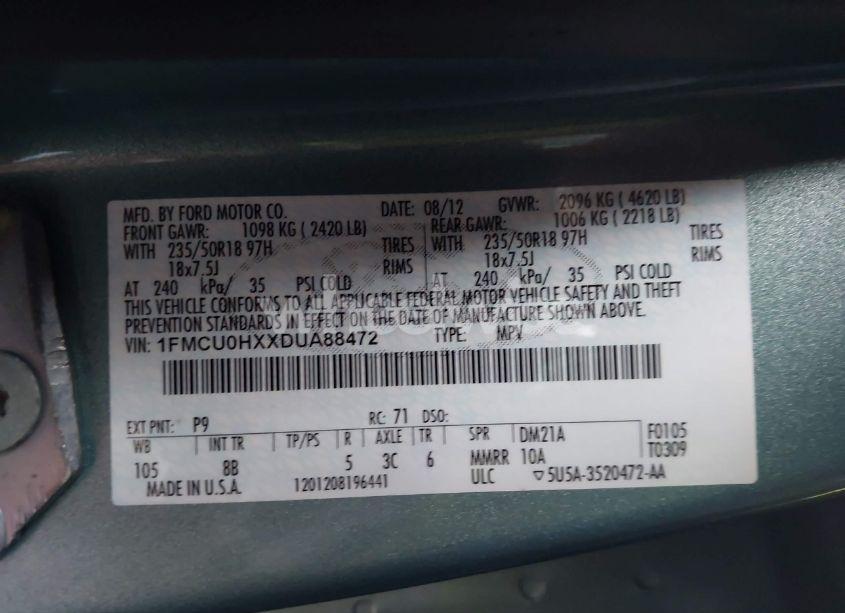 MFD. BY FORD MOTOR CO. DATE: 08/12 GVWR: 2096 KG ( 4620 LB)
FRONT GAWR: 1098 KG ( 2420 LB) REAR GAWR: 1006 KG ( 2218 LB)
WITH 235/50R18 97H TIRES WITH 235/50R18 97H TIRES
18x7.5J RIMS 18x7.5J RIMS
AT 240 kPa/ 35 PSI COLD AT 240 kPa/ 35 PSI COLD
THIS VEHICLE CONFORMS TO ALL APPLICABLE FEDERAL MOTOR VEHICLE SAFETY AND THEFT
PREVENTION STANDARDS IN EFFECT ON THE DATE OF MANUFACTURE SHOWN ABOVE.
VIN: 1FMCU0HXXDUA88472 TYPE: MPV
EXT PNT: P9 RC: 71 DSO:
WB INT TR TP/PS R AXLE TR SPR DM21A F0105
105 8B 5 3C 6 MMRR 10A T0309
MADE IN U.S.A. 1201208196441 ULC ▽5U5A-3520472-AA